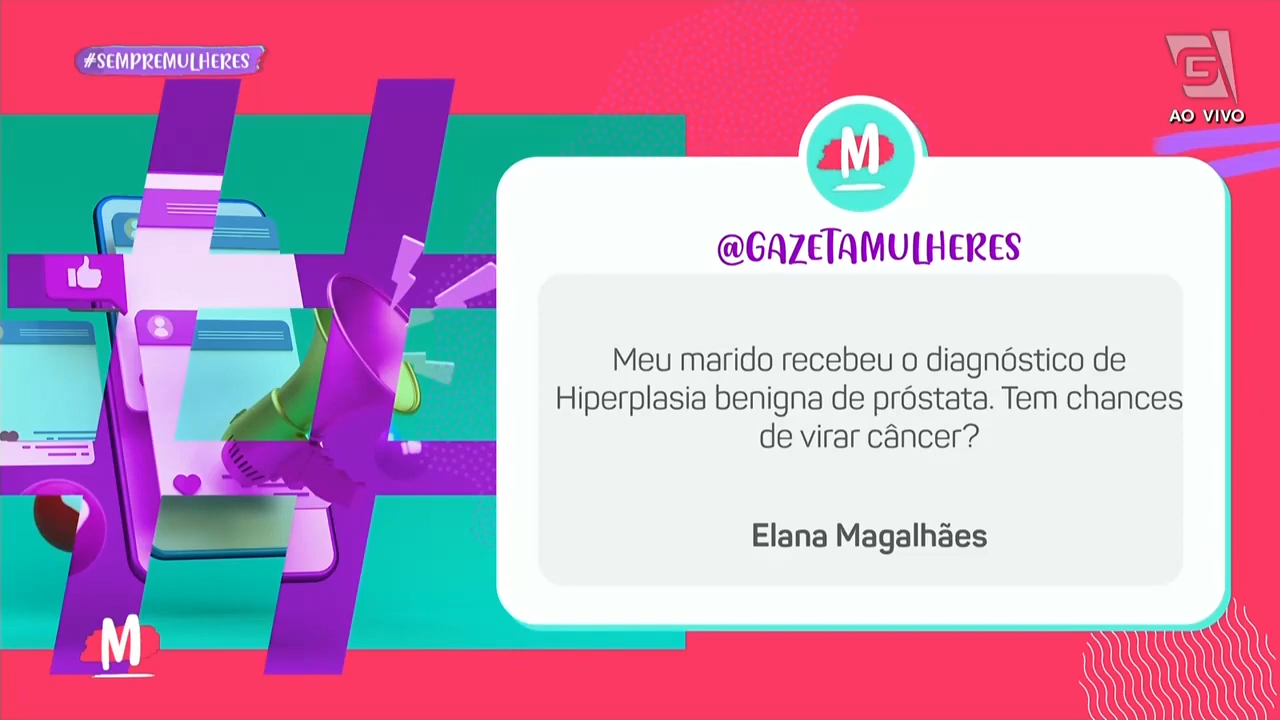 #SEMPREMULHERES
G
AO VIVO
M
@GAZETAMULHERES
Meu marido recebeu o diagnóstico de
Hiperplasia benigna de próstata. Tem chances
de virar câncer?
Elana Magalhães
M